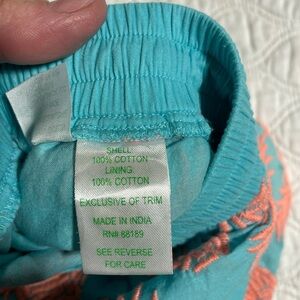 SHELL
100% COTTON
LINING
100% COTTON
EXCLUSIVE OF TRIM
MADE IN INDIA
RN# 88189
SEE REVERSE
FOR CARE